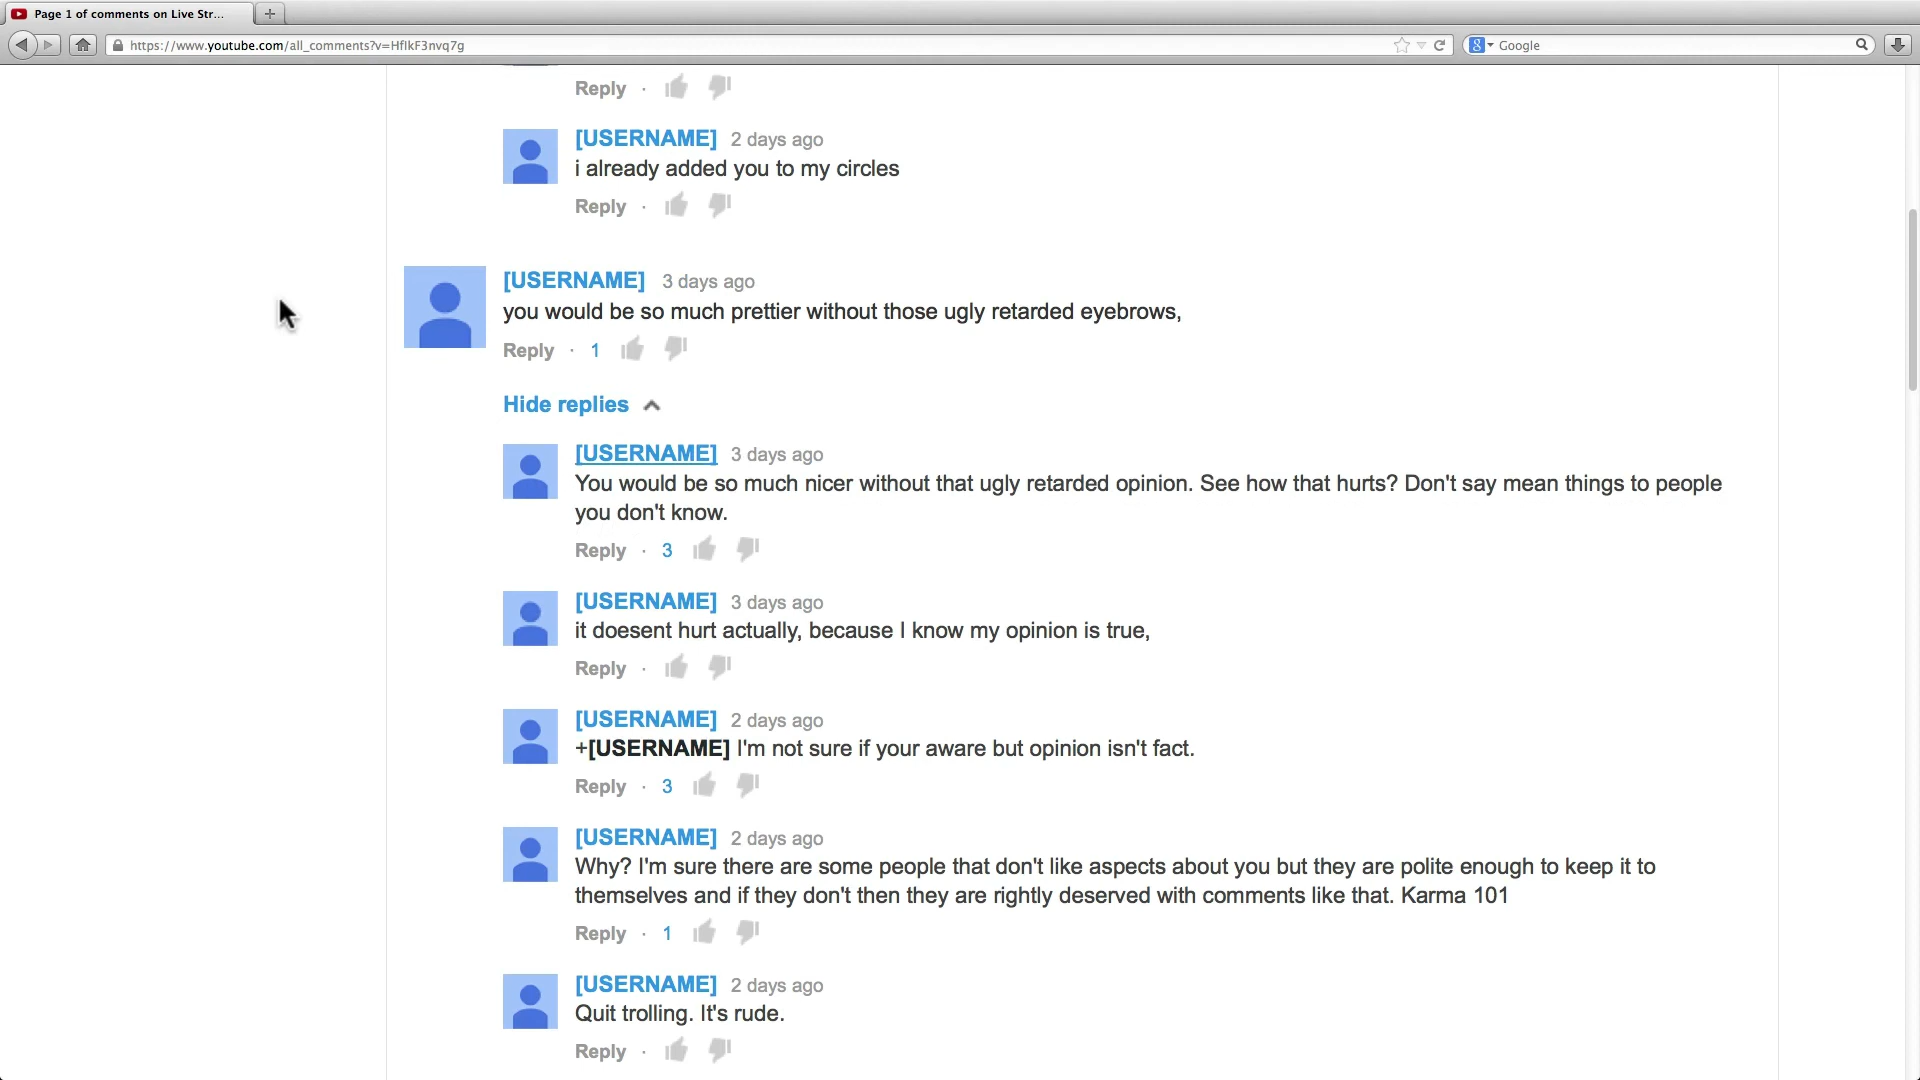 Page 1 of comments on Live Str...
https://www.youtube.com/all_comments?v=HfIkF3nvq7g
Google
Reply ·
[USERNAME] 2 days ago
i already added you to my circles
Reply ·
[USERNAME] 3 days ago
you would be so much prettier without those ugly retarded eyebrows,
Reply · 1
Hide replies
[USERNAME] 3 days ago
You would be so much nicer without that ugly retarded opinion. See how that hurts? Don't say mean things to people
you don't know.
Reply · 3
[USERNAME] 3 days ago
it doesent hurt actually, because I know my opinion is true,
Reply ·
[USERNAME] 2 days ago
+[USERNAME] I'm not sure if your aware but opinion isn't fact.
Reply · 3
[USERNAME] 2 days ago
Why? I'm sure there are some people that don't like aspects about you but they are polite enough to keep it to
themselves and if they don't then they are rightly deserved with comments like that. Karma 101
Reply · 1
[USERNAME] 2 days ago
Quit trolling. It's rude.
Reply ·